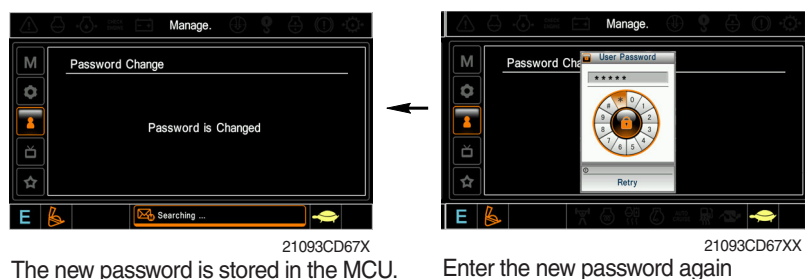 Manage.
M
Password Change
Password is Changed
E
Searching ...
21093CD67X
The new password is stored in the MCU.
Manage.
M
Password Cha
User Password
*****
* 0 1 2 3 4 5 6 7 8 9 #
Retry
E
21093CD67XX
Enter the new password again